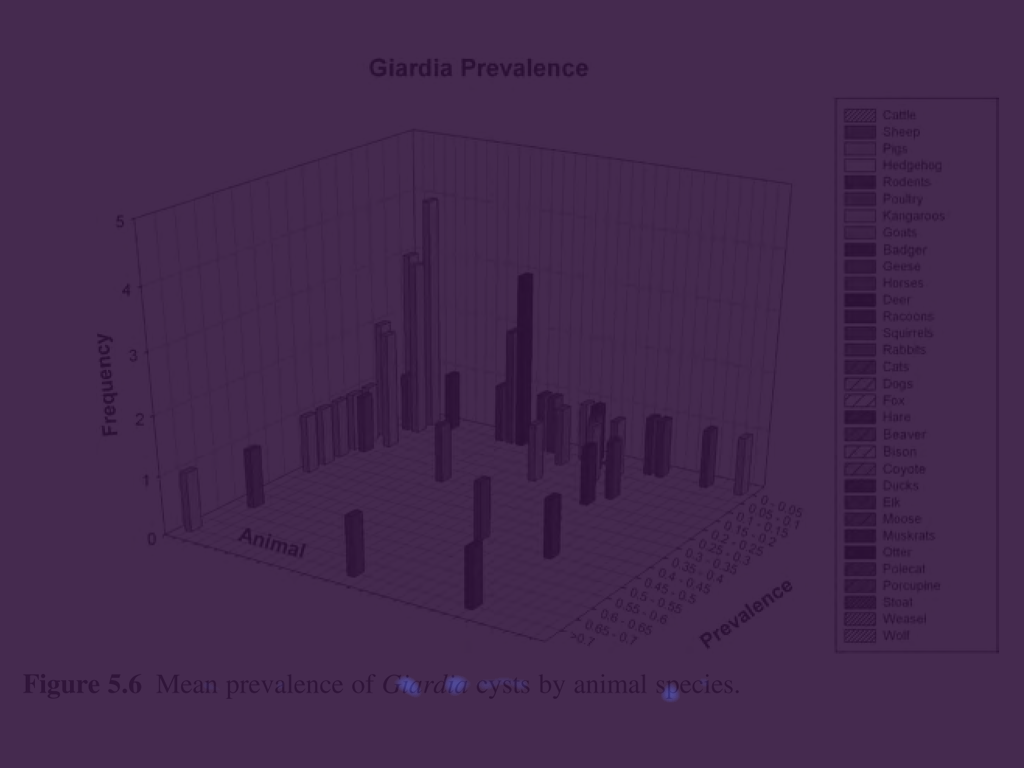 Giardia Prevalence
5
4
3
2
1
0
Frequency
Animal
0 - 0.05
0.05 - 0.1
0.1 - 0.15
0.15 - 0.2
0.2 - 0.25
0.25 - 0.3
0.3 - 0.35
0.35 - 0.4
0.4 - 0.45
0.45 - 0.5
0.5 - 0.55
0.55 - 0.6
0.6 - 0.65
0.65 - 0.7
>0.7
Prevalence
Cattle
Sheep
Pigs
Hedgehog
Rodents
Poultry
Kangaroos
Goats
Badger
Geese
Horses
Deer
Racoons
Squirrels
Rabbits
Cats
Dogs
Fox
Hare
Beaver
Bison
Coyote
Ducks
Elk
Moose
Muskrats
Otter
Polecat
Porcupine
Stoat
Weasel
Wolf
Figure 5.6 Mean prevalence of Giardia cysts by animal species.